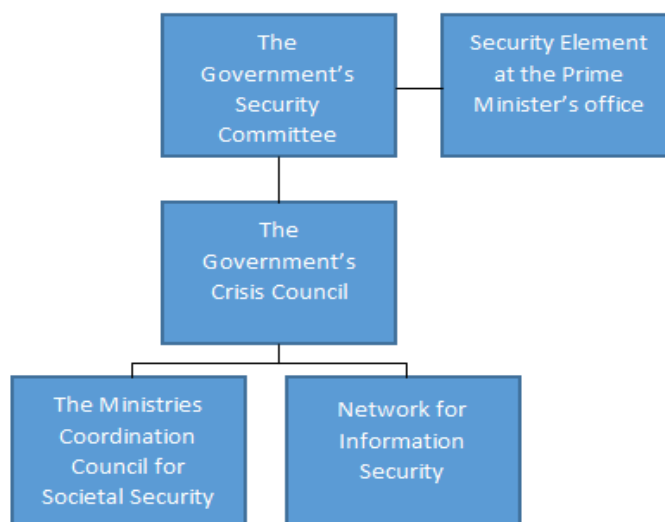 The
Government’s
Security
Committee
Security Element
at the Prime
Minister’s office
The
Government’s
Crisis Council
The Ministries
Coordination
Council for
Societal Security
Network for
Information
Security